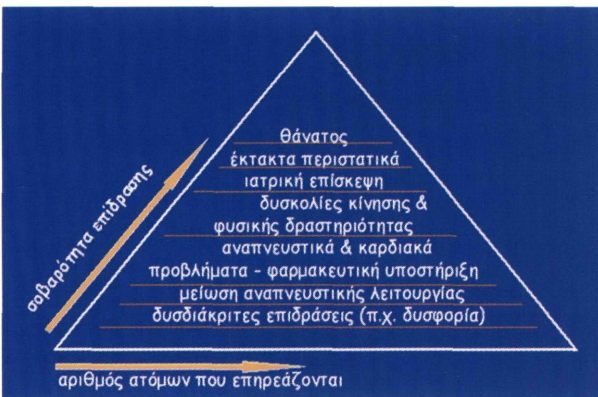 θάνατος
έκτακτα περιστατικά
ιατρική επίσκεψη
δυσκολίες κίνησης &
φυσικής δραστηριότητας
αναπνευστικά & καρδιακά
προβλήματα - φαρμακευτική υποστήριξη
μείωση αναπνευστικής λειτουργίας
δυσδιάκριτες επιδράσεις (π.χ. δυσφορία)
σοβαρότητα επίδρασης
αριθμός ατόμων που επηρεάζονται